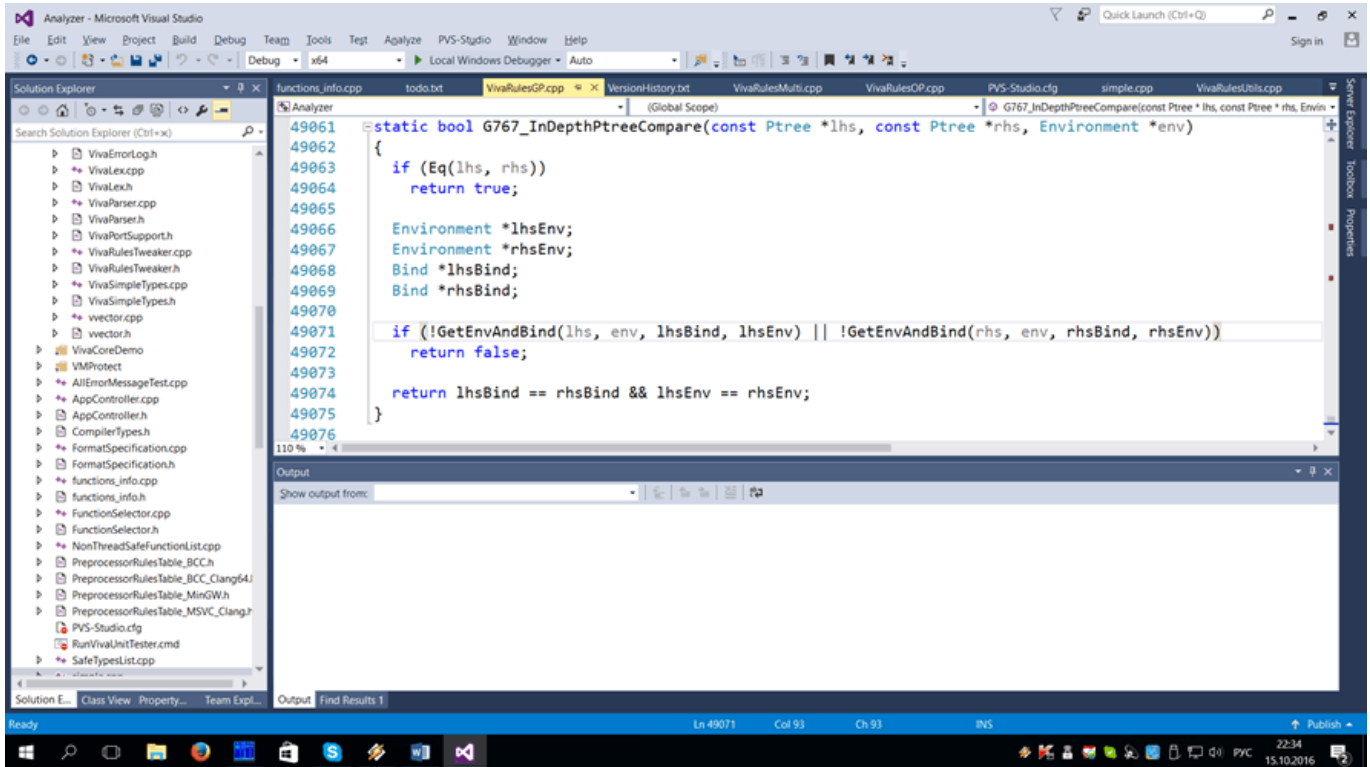 Analyzer - Microsoft Visual Studio
Quick Launch (Ctrl+Q)
File Edit View Project Build Debug Team Tools Test Analyze PVS-Studio Window Help
Sign in
Debug x64 Local Windows Debugger Auto
Solution Explorer
Search Solution Explorer (Ctrl+ж)
VivaErrorLog.h
VivaLex.cpp
VivaLex.h
VivaParser.cpp
VivaParser.h
VivaPortSupport.h
VivaRulesTweaker.cpp
VivaRulesTweaker.h
VivaSimpleTypes.cpp
VivaSimpleTypes.h
vvector.cpp
vvector.h
VivaCoreDemo
VMProtect
AllErrorMessageTest.cpp
AppController.cpp
AppController.h
CompilerTypes.h
FormatSpecification.cpp
FormatSpecification.h
functions_info.cpp
functions_info.h
FunctionSelector.cpp
FunctionSelector.h
NonThreadSafeFunctionList.cpp
PreprocessorRulesTable_BCC.h
PreprocessorRulesTable_BCC_Clang64.l
PreprocessorRulesTable_MinGW.h
PreprocessorRulesTable_MSVC_Clang.h
PVS-Studio.cfg
RunVivaUnitTester.cmd
SafeTypesList.cpp
simple.cpp
Solution E... Class View Property... Team Expl...
functions_info.cpp todo.txt VivaRulesGP.cpp VersionHistory.txt VivaRulesMulti.cpp VivaRulesOP.cpp PVS-Studio.cfg simple.cpp VivaRulesUtils.cpp
Analyzer (Global Scope) G767_InDepthPtreeCompare(const Ptree * lhs, const Ptree * rhs, Enviro
49061 static bool G767_InDepthPtreeCompare(const Ptree *lhs, const Ptree *rhs, Environment *env)
49062 {
49063 if (Eq(lhs, rhs))
49064 return true;
49065
49066 Environment *lhsEnv;
49067 Environment *rhsEnv;
49068 Bind *lhsBind;
49069 Bind *rhsBind;
49070
49071 if (!GetEnvAndBind(lhs, env, lhsBind, lhsEnv) || !GetEnvAndBind(rhs, env, rhsBind, rhsEnv))
49072 return false;
49073
49074 return lhsBind == rhsBind && lhsEnv == rhsEnv;
49075 }
49076
110 %
Output
Show output from:
Output Find Results 1
Server Explorer
Toolbox
Properties
Ready Ln 49071 Col 93 Ch 93 INS Publish
РУС
22:34
15.10.2016